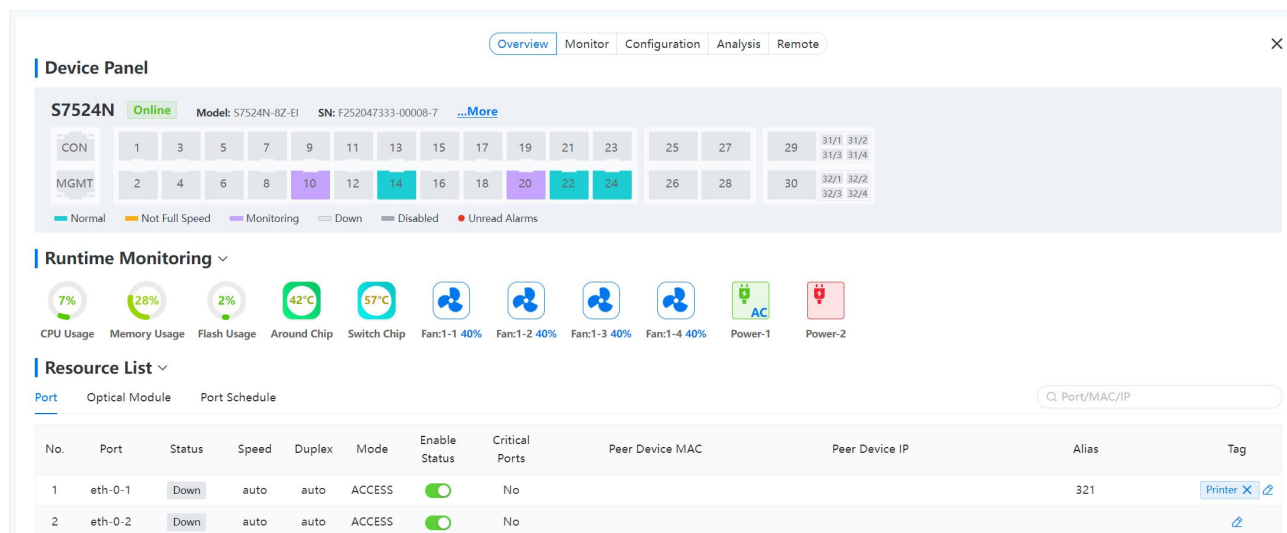 Overview Monitor Configuration Analysis Remote
Device Panel
S7524N Online Model: S7524N-8Z-EI SN: F252047333-00008-7 ...More
CON 1 3 5 7 9 11 13 15 17 19 21 23 25 27 29 31/1 31/2
31/3 31/4
MGMT 2 4 6 8 10 12 14 16 18 20 22 24 26 28 30 32/1 32/2
32/3 32/4
Normal Not Full Speed Monitoring Down Disabled Unread Alarms
Runtime Monitoring
7% 28% 2% 42°C 57°C
AC
CPU Usage Memory Usage Flash Usage Around Chip Switch Chip Fan:1-1 40% Fan:1-2 40% Fan:1-3 40% Fan:1-4 40% Power-1 Power-2
Resource List
Port Optical Module Port Schedule Port/MAC/IP
No. Port Status Speed Duplex Mode Enable Status Critical Ports Peer Device MAC Peer Device IP Alias Tag
1 eth-0-1 Down auto auto ACCESS No 321 Printer
2 eth-0-2 Down auto auto ACCESS No